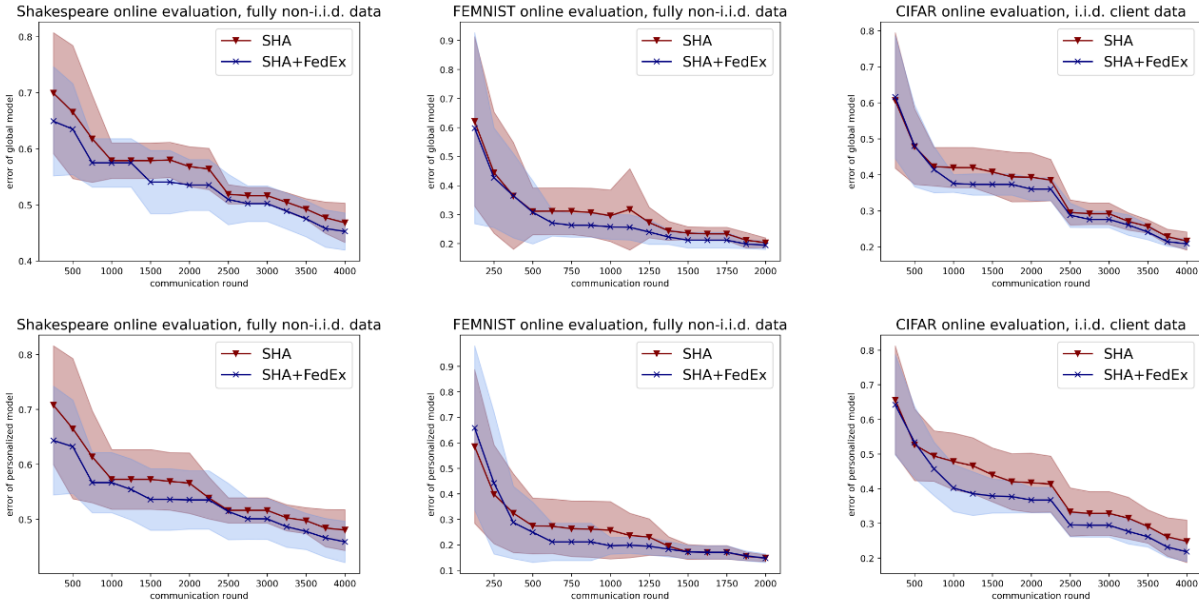 Shakespeare online evaluation, fully non-i.i.d. data
error of global model
0.8
0.7
0.6
0.5
0.4
SHA
SHA+FedEx
500 1000 1500 2000 2500 3000 3500 4000
communication round
FEMNIST online evaluation, fully non-i.i.d. data
error of global model
0.9
0.8
0.7
0.6
0.5
0.4
0.3
0.2
SHA
SHA+FedEx
250 500 750 1000 1250 1500 1750 2000
communication round
CIFAR online evaluation, i.i.d. client data
error of global model
0.8
0.7
0.6
0.5
0.4
0.3
0.2
SHA
SHA+FedEx
500 1000 1500 2000 2500 3000 3500 4000
communication round
Shakespeare online evaluation, fully non-i.i.d. data
error of personalized model
0.8
0.7
0.6
0.5
SHA
SHA+FedEx
500 1000 1500 2000 2500 3000 3500 4000
communication round
FEMNIST online evaluation, fully non-i.i.d. data
error of personalized model
0.9
0.8
0.7
0.6
0.5
0.4
0.3
0.2
0.1
SHA
SHA+FedEx
250 500 750 1000 1250 1500 1750 2000
communication round
CIFAR online evaluation, i.i.d. client data
error of personalized model
0.8
0.7
0.6
0.5
0.4
0.3
0.2
SHA
SHA+FedEx
500 1000 1500 2000 2500 3000 3500 4000
communication round